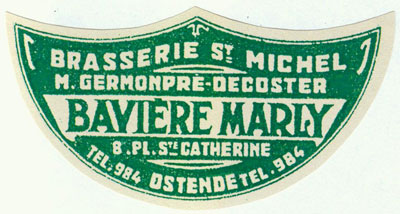 BRASSERIE ST MICHEL
M. GERMONPRÉ-DECOSTER
BAVIÈRE MARLY
8. PL. STE CATHERINE
TEL. 984 OSTENDE TEL. 984